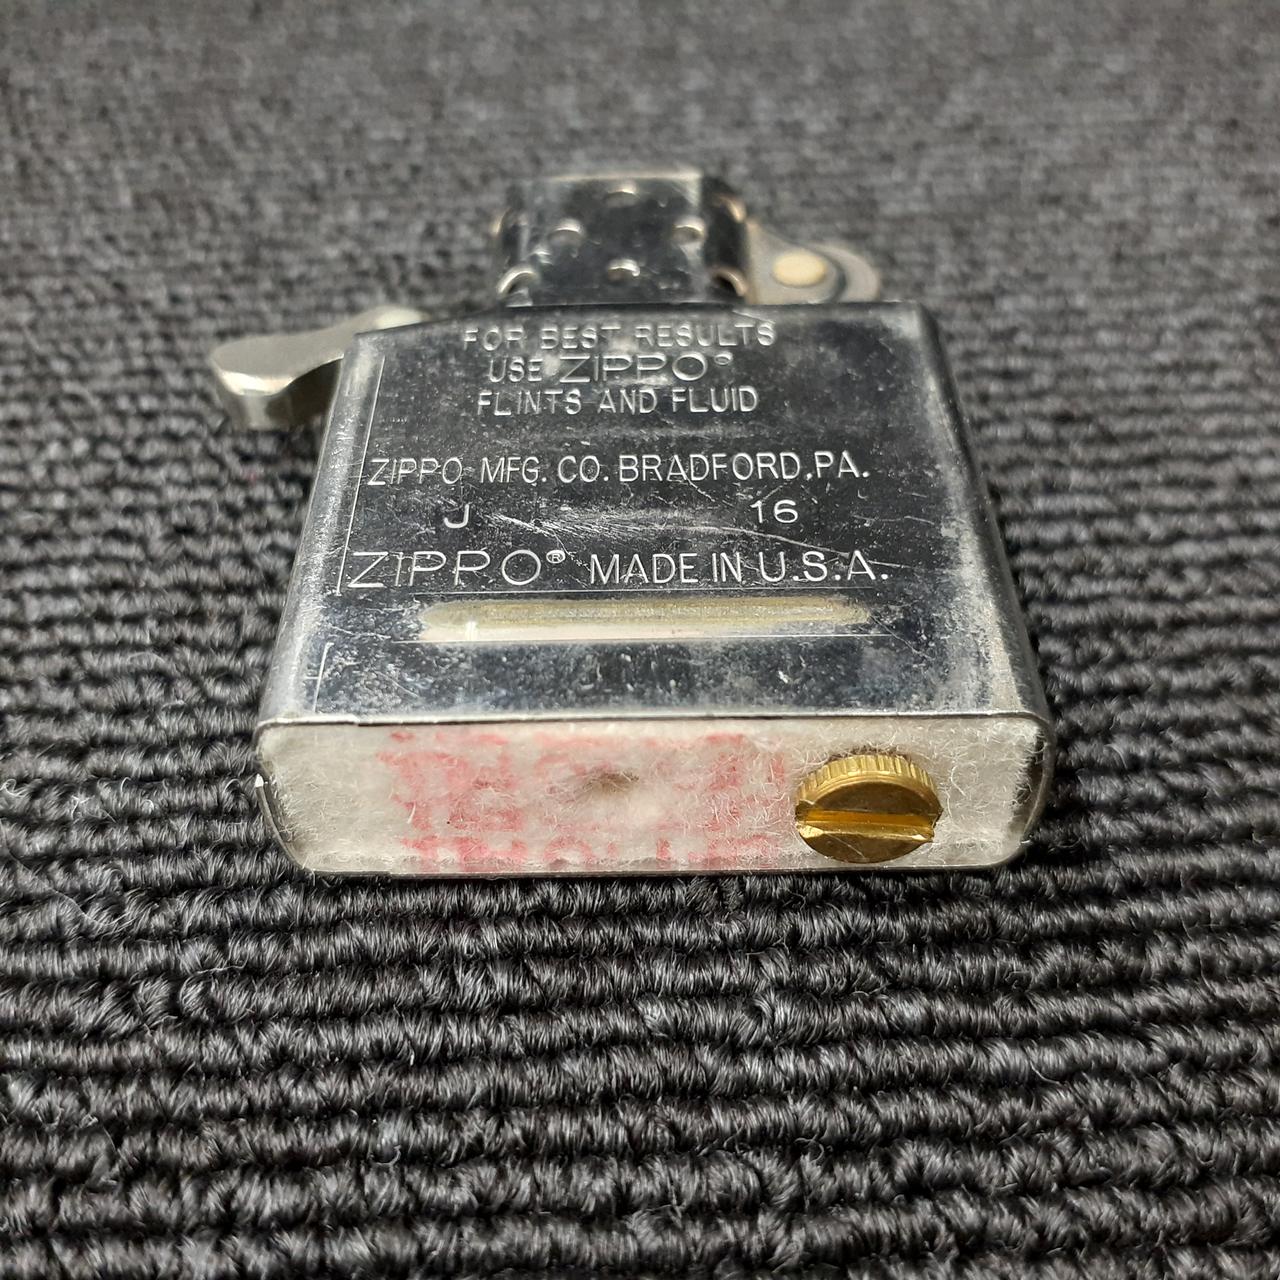 FOR BEST RESULTS
USE ZIPPO®
FLINTS AND FLUID
ZIPPO MFG. CO. BRADFORD, PA.
J 16
ZIPPO® MADE IN U.S.A.